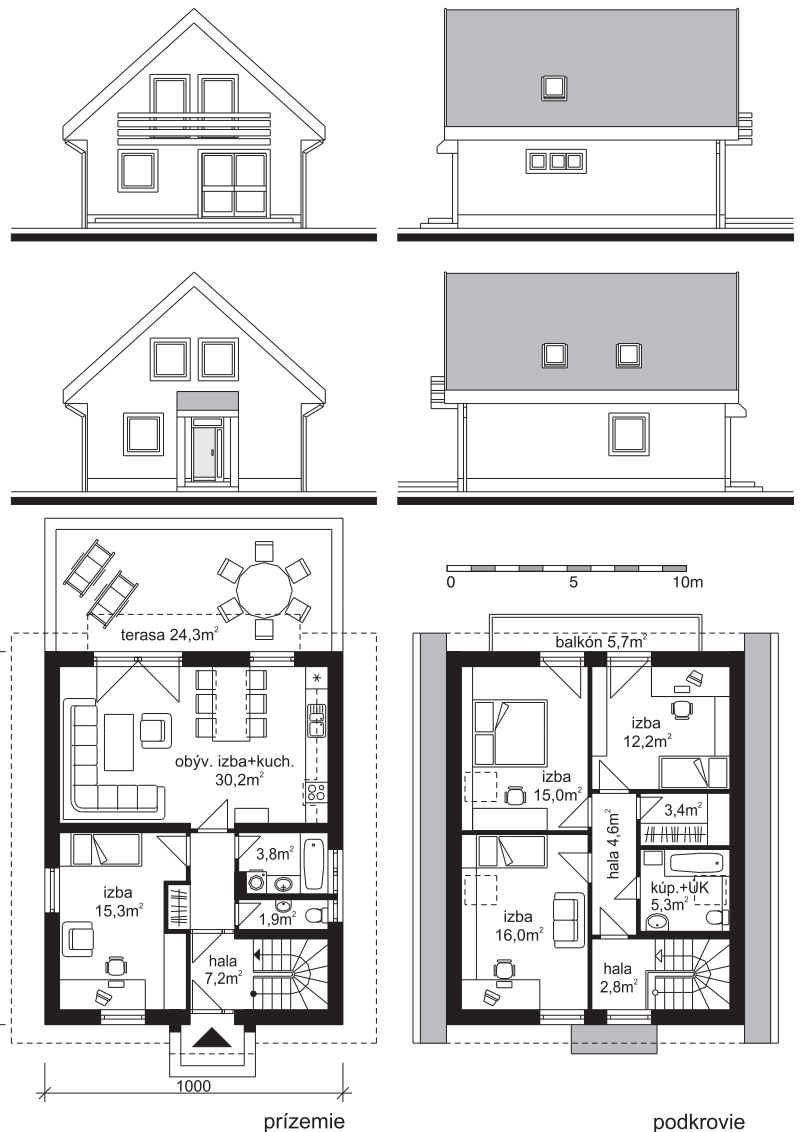 0 5 10m
terasa 24,3m²
obýv. izba+kuch.
30,2m²
3,8m²
izba
15,3m²
1,9m²
hala
7,2m²
1000
prízemie
balkón 5,7m²
izba
12,2m²
izba
15,0m²
3,4m²
hala 4,6m²
kúp.+ÚK
5,3m²
izba
16,0m²
hala
2,8m²
podkrovie